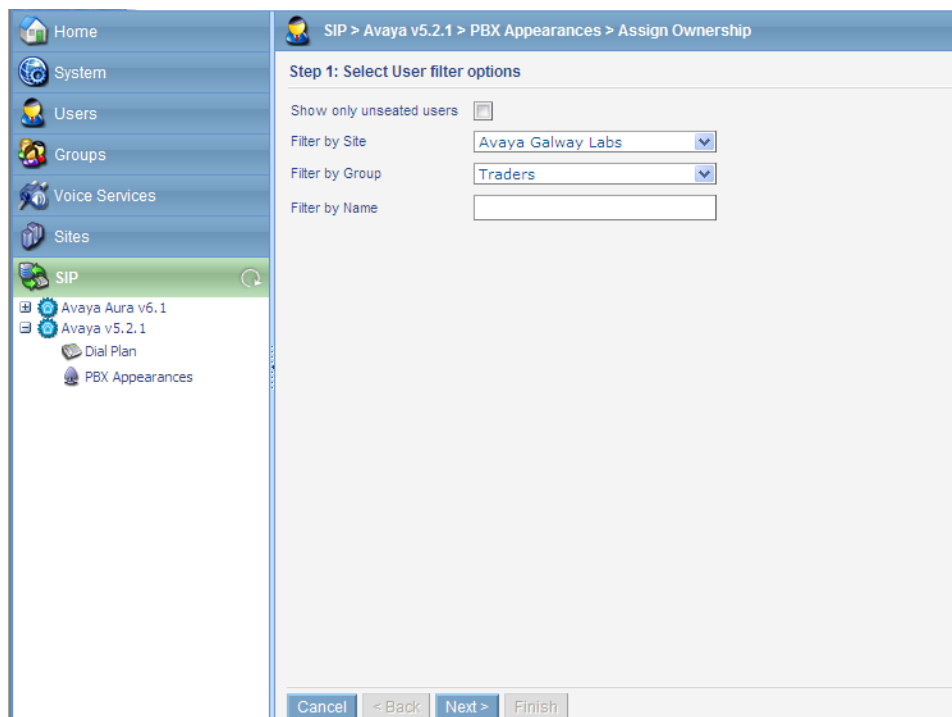 Home
System
Users
Groups
Voice Services
Sites
SIP
Avaya Aura v6.1
Avaya v5.2.1
Dial Plan
PBX Appearances
SIP > Avaya v5.2.1 > PBX Appearances > Assign Ownership
Step 1: Select User filter options
Show only unseated users
Filter by Site Avaya Galway Labs
Filter by Group Traders
Filter by Name
Cancel < Back Next > Finish